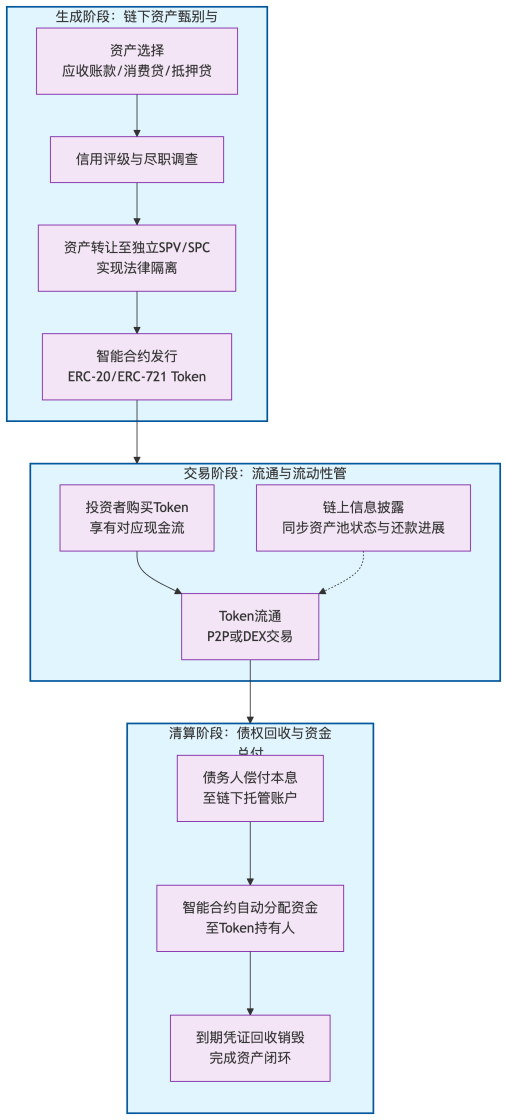 生成阶段：链下资产甄别与
资产选择
应收账款/消费贷/抵押贷
信用评级与尽职调查
资产转让至独立SPV/SPC
实现法律隔离
智能合约发行
ERC-20/ERC-721 Token
交易阶段：流通与流动性管
投资者购买Token
享有对应现金流
链上信息披露
同步资产池状态与还款进展
Token流通
P2P或DEX交易
清算阶段：债权回收与资金
兑付
债务人偿付本息
至链下托管账户
智能合约自动分配资金
至Token持有人
到期凭证回收销毁
完成资产闭环